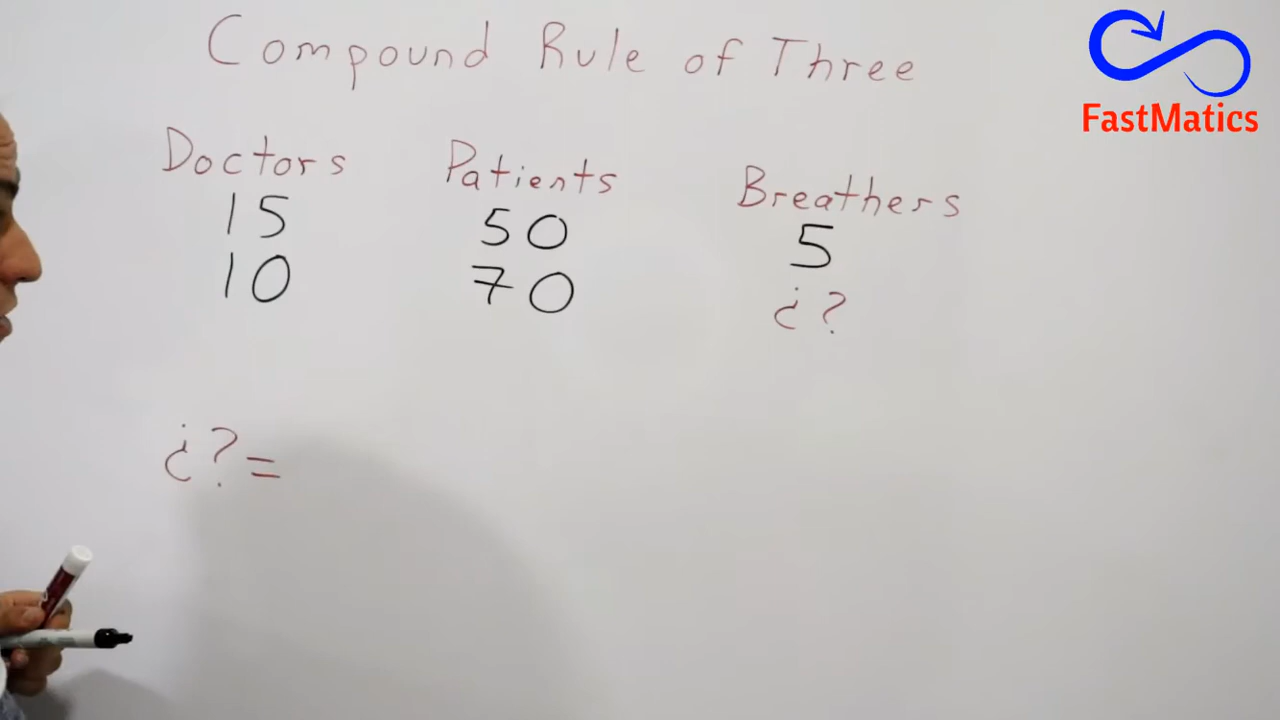 Compound Rule of Three
FastMatics
Doctors Patients Breathers
15 50 5
10 70 ¿?
¿?=